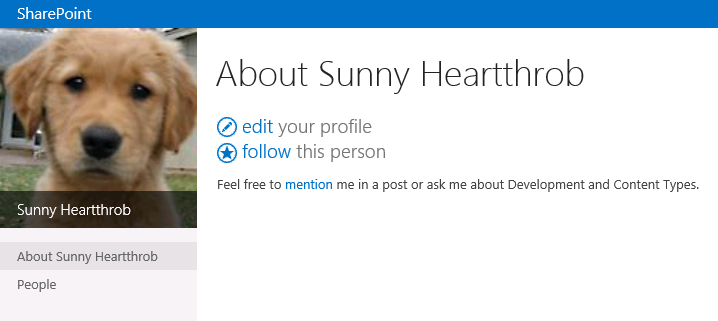 SharePoint
Sunny Heartthrob
About Sunny Heartthrob
People
About Sunny Heartthrob
edit your profile
follow this person
Feel free to mention me in a post or ask me about Development and Content Types.